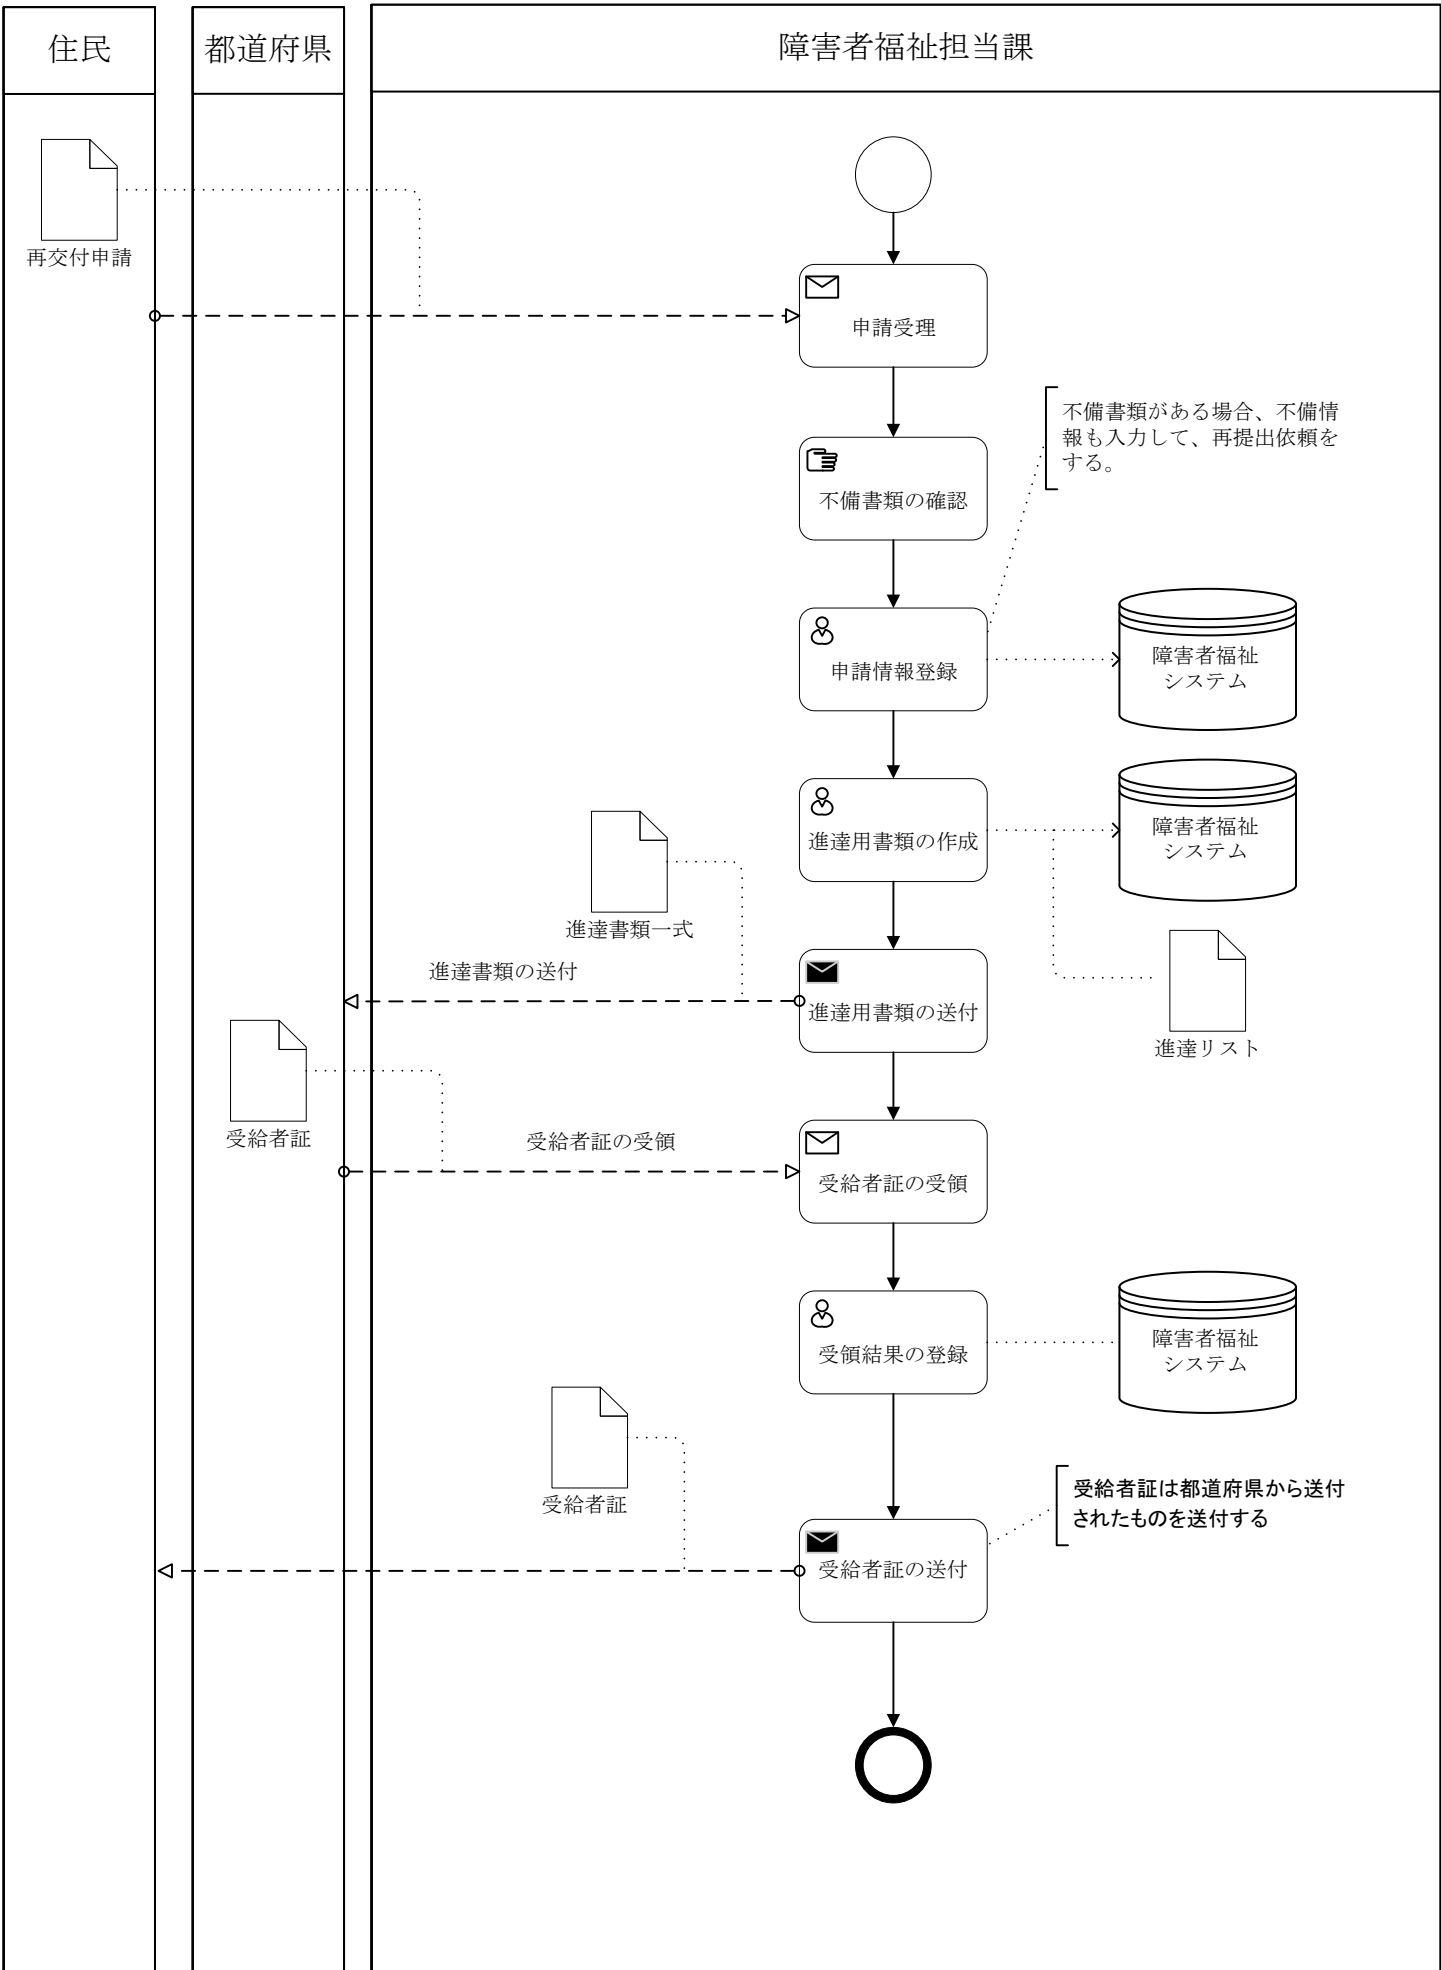 住民
都道府県
障害者福祉担当課
再交付申請
申請受理
不備書類がある場合、不備情
報も入力して、再提出依頼を
する。
不備書類の確認
申請情報登録
障害者福祉
システム
進達用書類の作成
障害者福祉
システム
進達書類一式
進達書類の送付
進達用書類の送付
進達リスト
受給者証
受給者証の受領
受給者証の受領
受領結果の登録
障害者福祉
システム
受給者証
受給者証は都道府県から送付
されたものを送付する
受給者証の送付